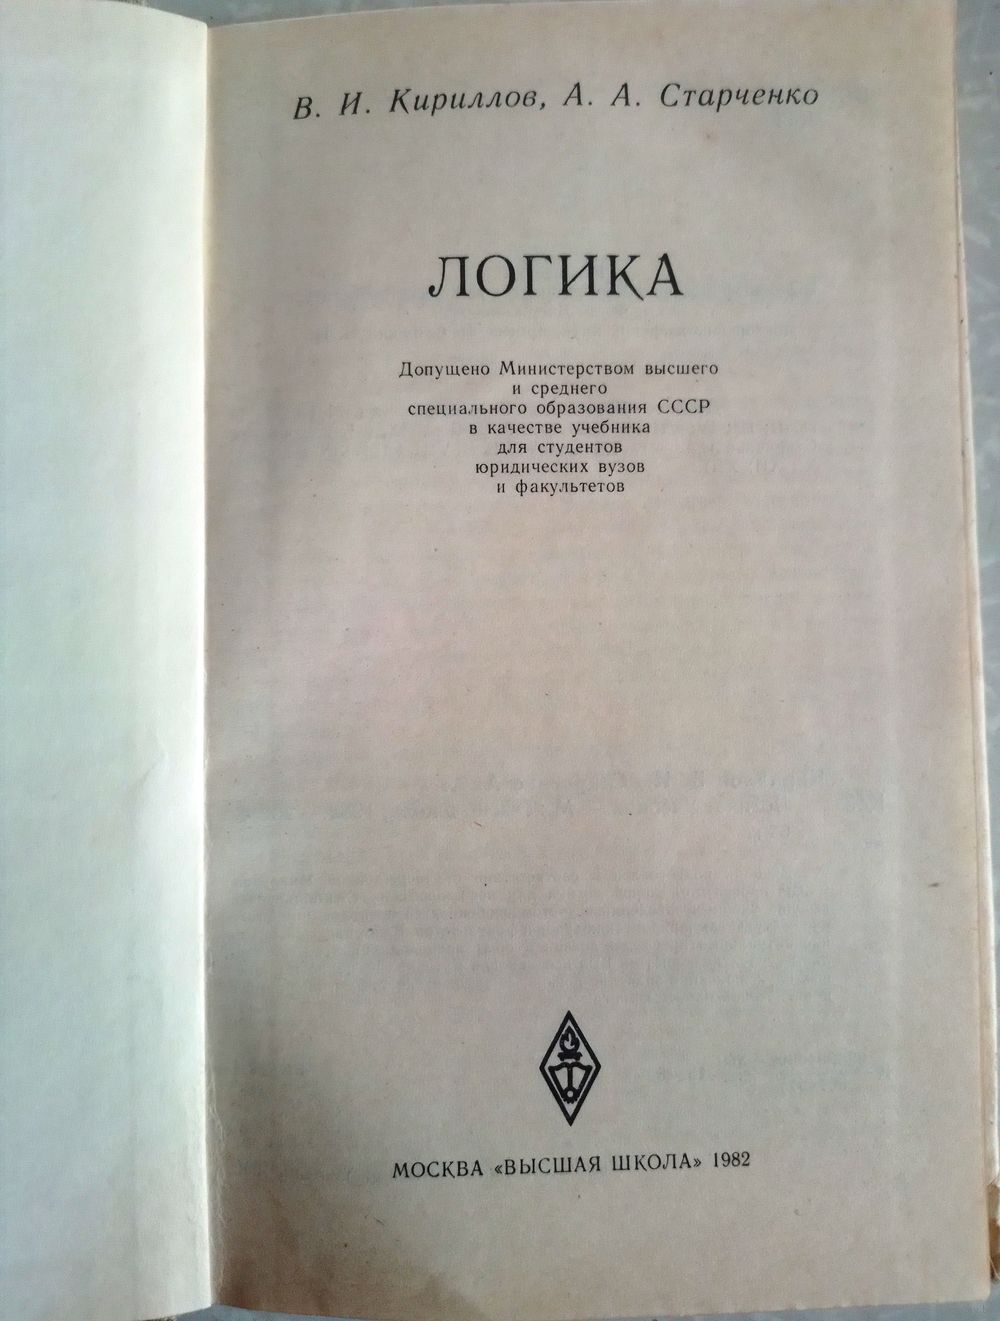 В. И. Кириллов, А. А. Старченко
ЛОГИКА
Допущено Министерством высшего
и среднего
специального образования СССР
в качестве учебника
для студентов
юридических вузов
и факультетов
МОСКВА «ВЫСШАЯ ШКОЛА» 1982